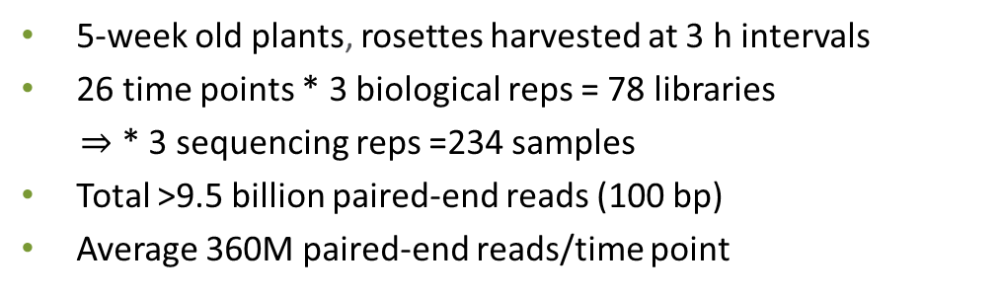 • 5-week old plants, rosettes harvested at 3 h intervals
• 26 time points * 3 biological reps = 78 libraries
⇒ * 3 sequencing reps =234 samples
• Total >9.5 billion paired-end reads (100 bp)
• Average 360M paired-end reads/time point